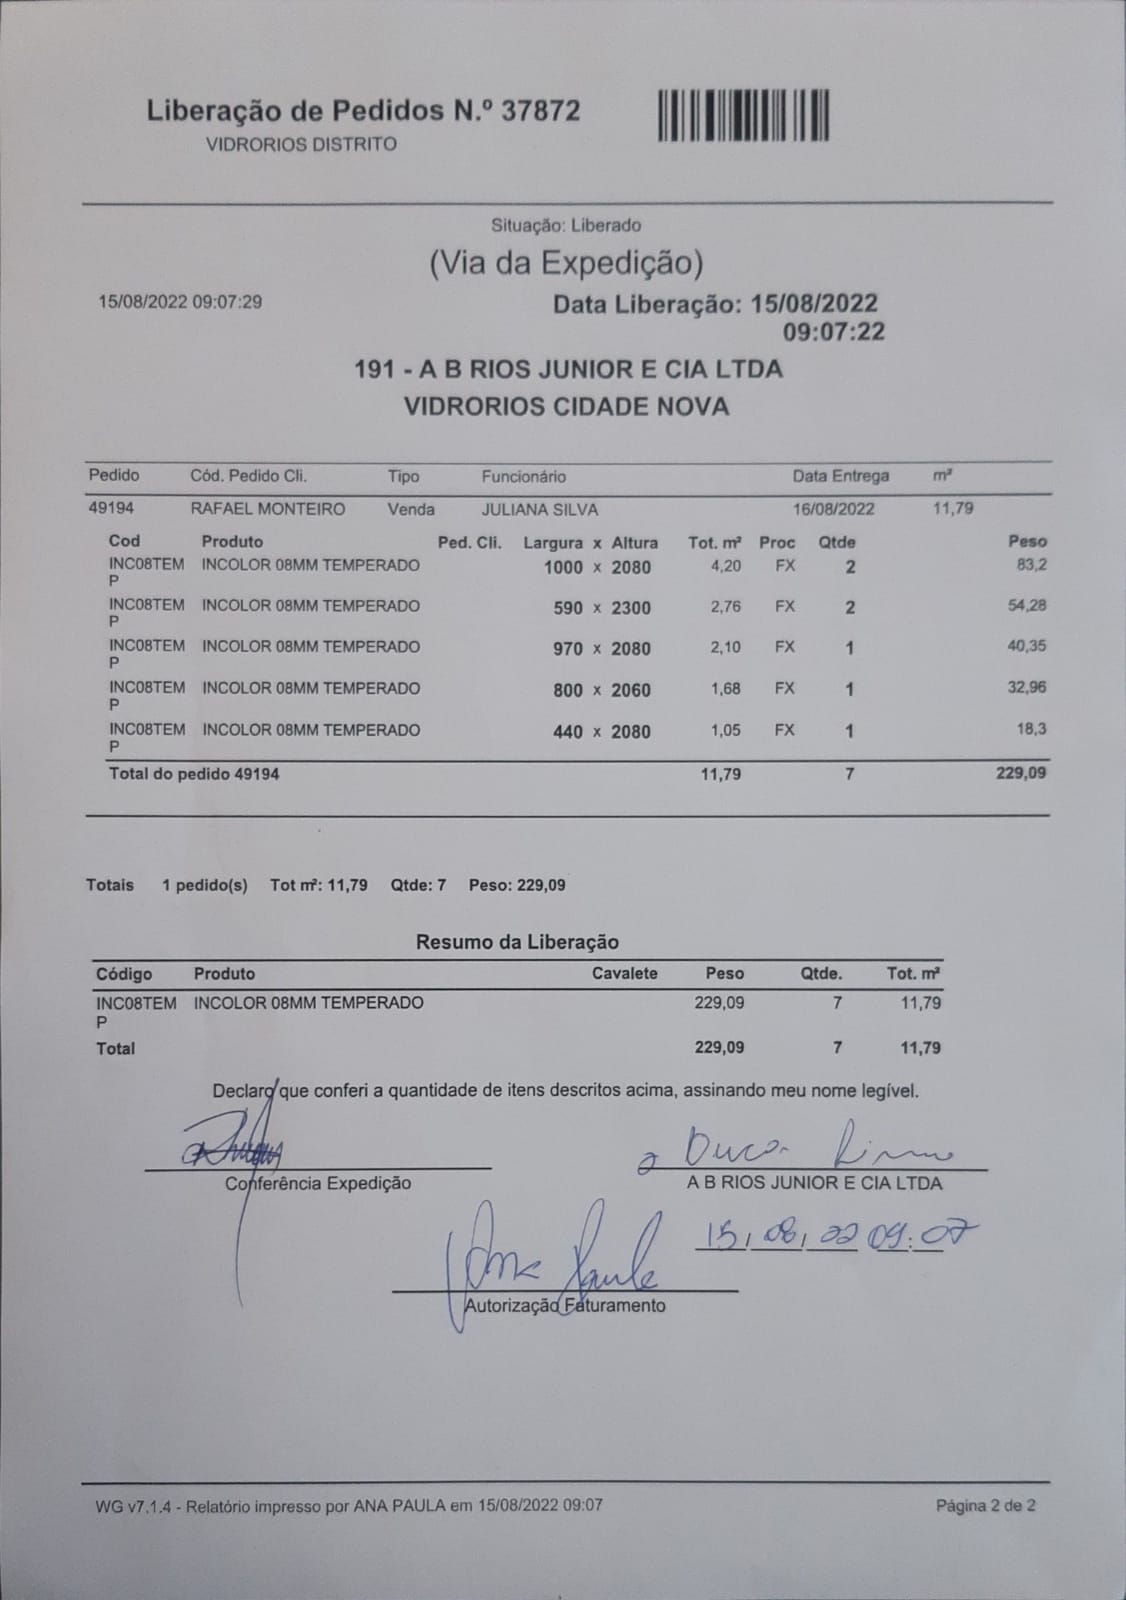 Liberação de Pedidos N.º 37872
VIDRORIOS DISTRITO
Situação: Liberado
(Via da Expedição)
15/08/2022 09:07:29 Data Liberação: 15/08/2022
09:07:22
191 - A B RIOS JUNIOR E CIA LTDA
VIDRORIOS CIDADE NOVA
Pedido Cód. Pedido Cli. Tipo Funcionário Data Entrega m²
49194 RAFAEL MONTEIRO Venda JULIANA SILVA 16/08/2022 11,79
Cod Produto Ped. Cli. Largura x Altura Tot. m² Proc Qtde Peso
INC08TEM INCOLOR 08MM TEMPERADO 1000 x 2080 4,20 FX 2 83,2
P
INC08TEM INCOLOR 08MM TEMPERADO 590 x 2300 2,76 FX 2 54,28
P
INC08TEM INCOLOR 08MM TEMPERADO 970 x 2080 2,10 FX 1 40,35
P
INC08TEM INCOLOR 08MM TEMPERADO 800 x 2060 1,68 FX 1 32,96
P
INC08TEM INCOLOR 08MM TEMPERADO 440 x 2080 1,05 FX 1 18,3
P
Total do pedido 49194 11,79 7 229,09
Totais 1 pedido(s) Tot m²: 11,79 Qtde: 7 Peso: 229,09
Resumo da Liberação
Código Produto Cavalete Peso Qtde. Tot. m²
INC08TEM INCOLOR 08MM TEMPERADO 229,09 7 11,79
P
Total 229,09 7 11,79
Declaro que conferi a quantidade de itens descritos acima, assinando meu nome legível.
Conferência Expedição A B RIOS JUNIOR E CIA LTDA
15/08/22 09:07
Ana Paula
Autorização Faturamento
WG v7.1.4 - Relatório impresso por ANA PAULA em 15/08/2022 09:07 Página 2 de 2